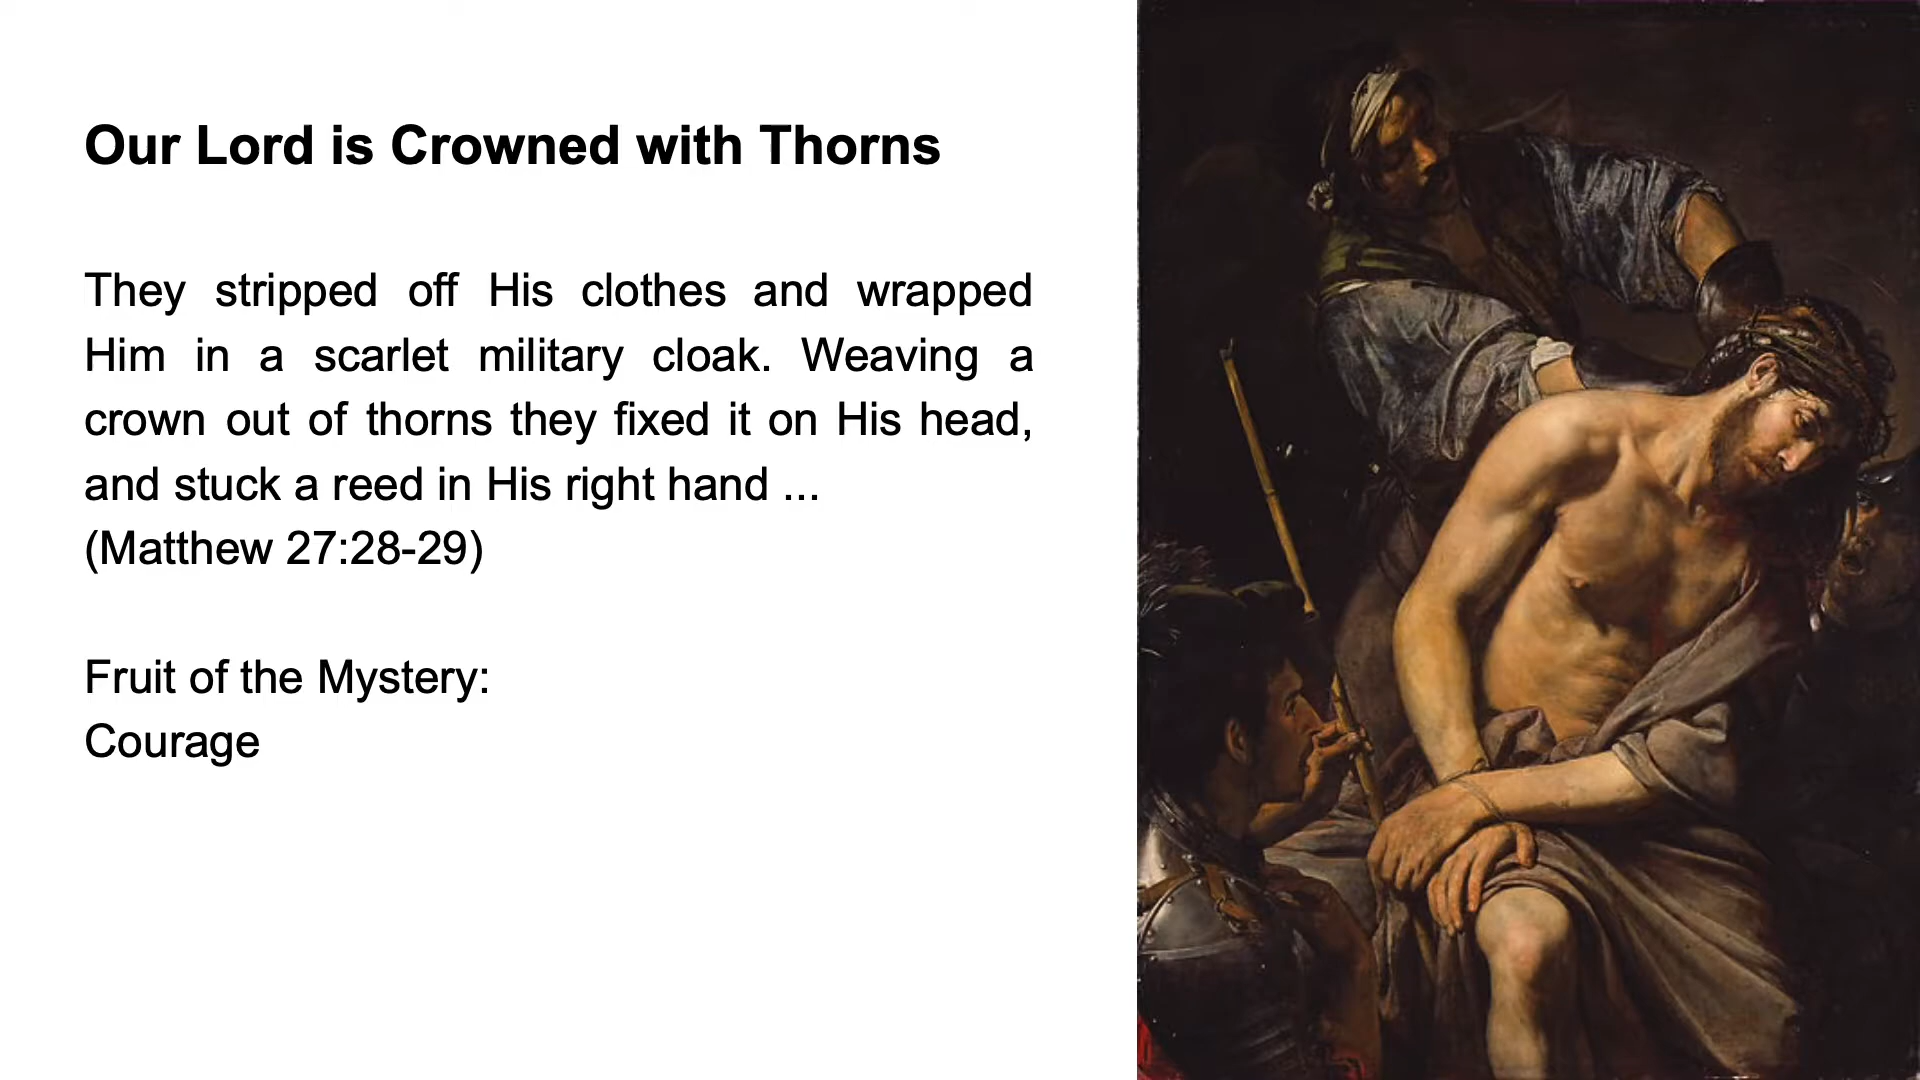 Our Lord is Crowned with Thorns
They stripped off His clothes and wrapped
Him in a scarlet military cloak. Weaving a
crown out of thorns they fixed it on His head,
and stuck a reed in His right hand ...
(Matthew 27:28-29)
Fruit of the Mystery:
Courage